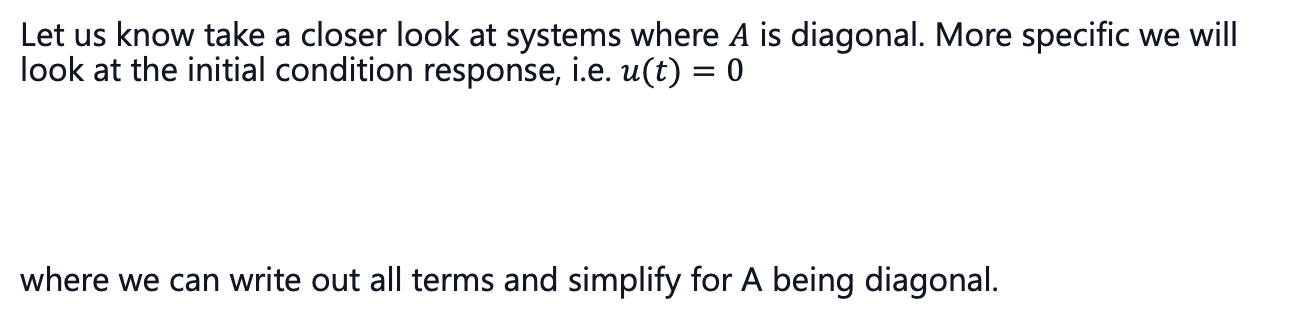 Let us know take a closer look at systems where A is diagonal. More specific we will
look at the initial condition response, i.e. u(t) = 0
where we can write out all terms and simplify for A being diagonal.